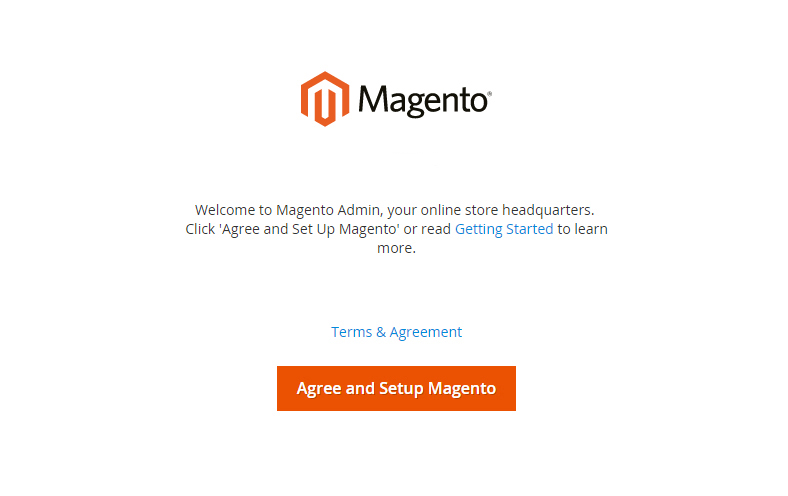 Magento®
Welcome to Magento Admin, your online store headquarters.
Click 'Agree and Set Up Magento' or read Getting Started to learn
more.
Terms & Agreement
Agree and Setup Magento